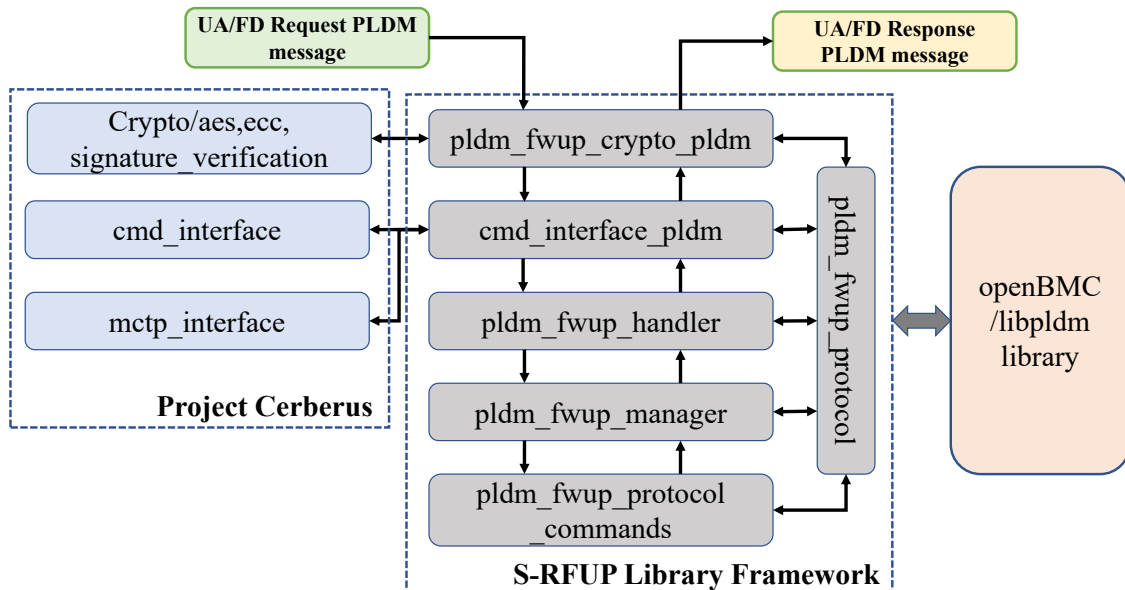 UA/FD Request PLDM
message
UA/FD Response
PLDM message
Crypto/aes,ecc,
signature_verification
cmd_interface
mctp_interface
Project Cerberus
pldm_fwup_crypto_pldm
cmd_interface_pldm
pldm_fwup_handler
pldm_fwup_manager
pldm_fwup_protocol
_commands
pldm_fwup_protocol
S-RFUP Library Framework
openBMC
/libpldm
library